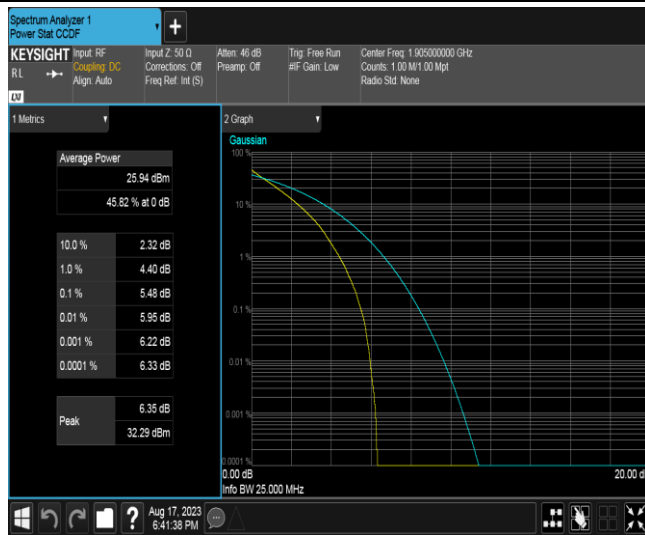 Spectrum Analyzer 1
Power Stat CCDF
+
KEYSIGHT
RL
LXI
Input: RF
Coupling: DC
Align: Auto
Input Z: 50 Ω
Corrections: Off
Freq Ref: Int (S)
Atten: 46 dB
Preamp: Off
Trig: Free Run
#IF Gain: Low
Center Freq: 1.905000000 GHz
Counts: 1.00 M/1.00 Mpt
Radio Std: None
1 Metrics
Average Power
25.94 dBm
45.82 % at 0 dB
10.0 % 2.32 dB
1.0 % 4.40 dB
0.1 % 5.48 dB
0.01 % 5.95 dB
0.001 % 6.22 dB
0.0001 % 6.33 dB
Peak
6.35 dB
32.29 dBm
2 Graph
Gaussian
100 %
10 %
1 %
0.1 %
0.01 %
0.001 %
0.0001 %
0.00 dB
20.00 d
Info BW 25.000 MHz
?
Aug 17, 2023
6:41:38 PM